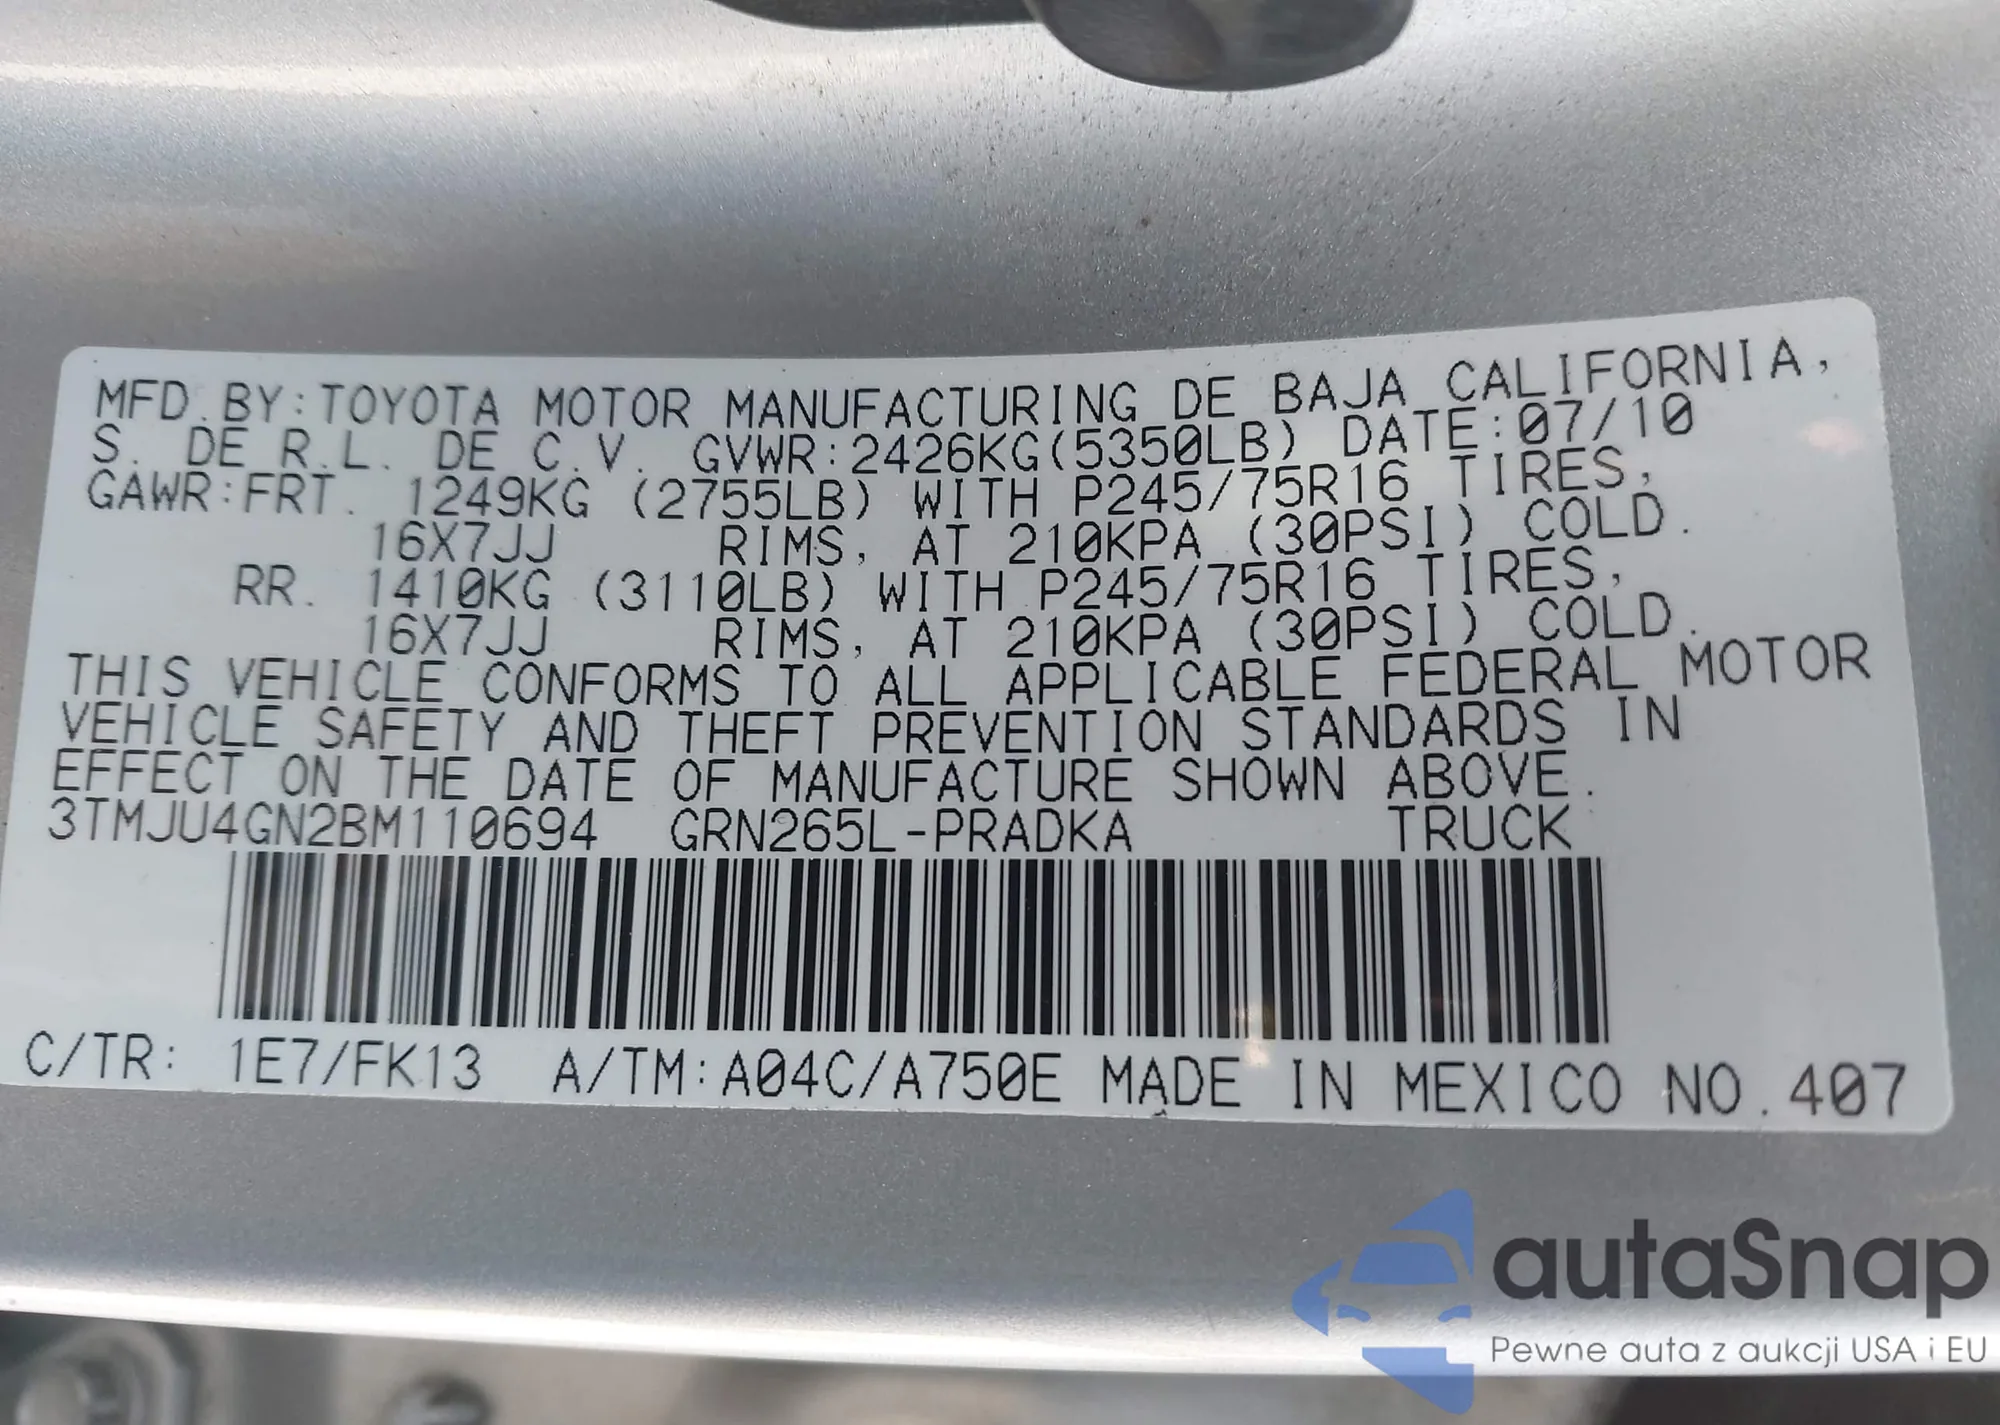 MFD.BY:TOYOTA MOTOR MANUFACTURING DE BAJA CALIFORNIA,
S. DE R.L. DE C.V. GVWR:2426KG(5350LB) DATE:07/10
GAWR:FRT. 1249KG (2755LB) WITH P245/75R16 TIRES,
16X7JJ RIMS, AT 210KPA (30PSI) COLD.
RR. 1410KG (3110LB) WITH P245/75R16 TIRES,
16X7JJ RIMS, AT 210KPA (30PSI) COLD.
THIS VEHICLE CONFORMS TO ALL APPLICABLE FEDERAL MOTOR
VEHICLE SAFETY AND THEFT PREVENTION STANDARDS IN
EFFECT ON THE DATE OF MANUFACTURE SHOWN ABOVE.
3TMJU4GN2BM110694 GRN265L-PRADKA TRUCK
C/TR: 1E7/FK13 A/TM:A04C/A750E MADE IN MEXICO NO.407
autaSnap
Pewne auta z aukcji USA i EU